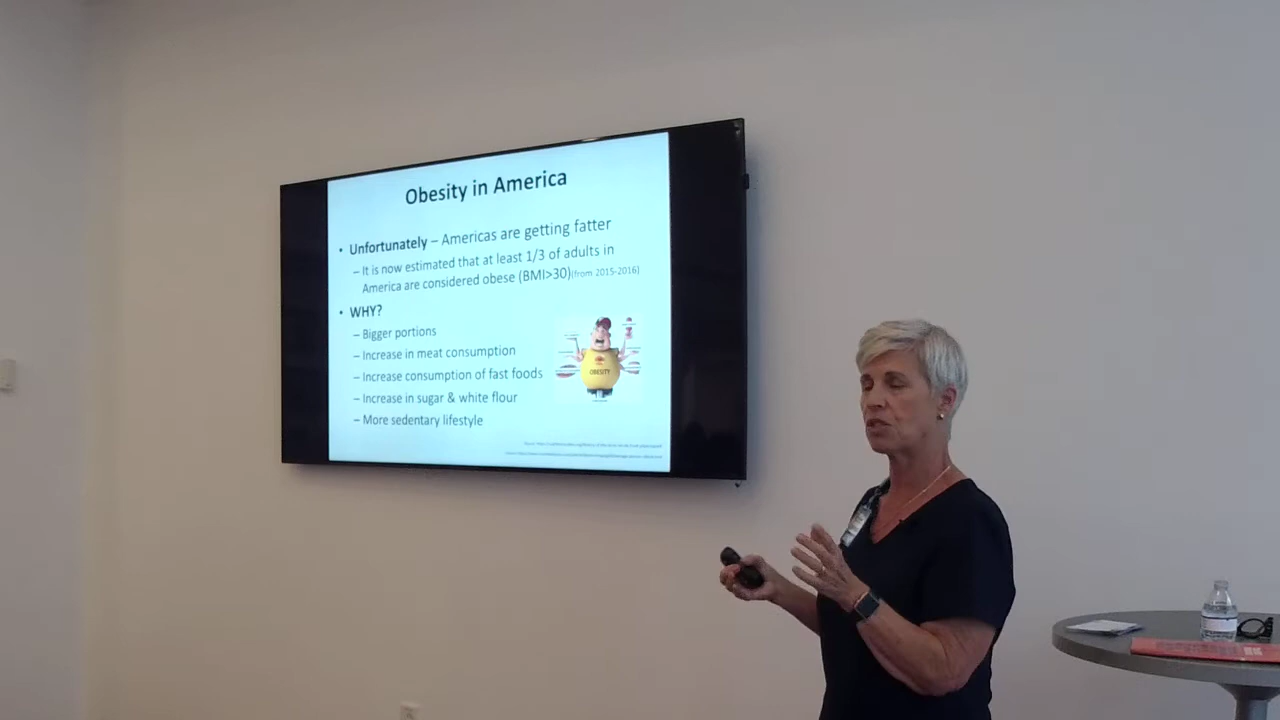 Obesity in America
• Unfortunately – Americas are getting fatter
– It is now estimated that at least 1/3 of adults in
America are considered obese (BMI>30)(from 2015-2016)
• WHY?
– Bigger portions
– Increase in meat consumption
– Increase consumption of fast foods
– Increase in sugar & white flour
– More sedentary lifestyle
OBESITY